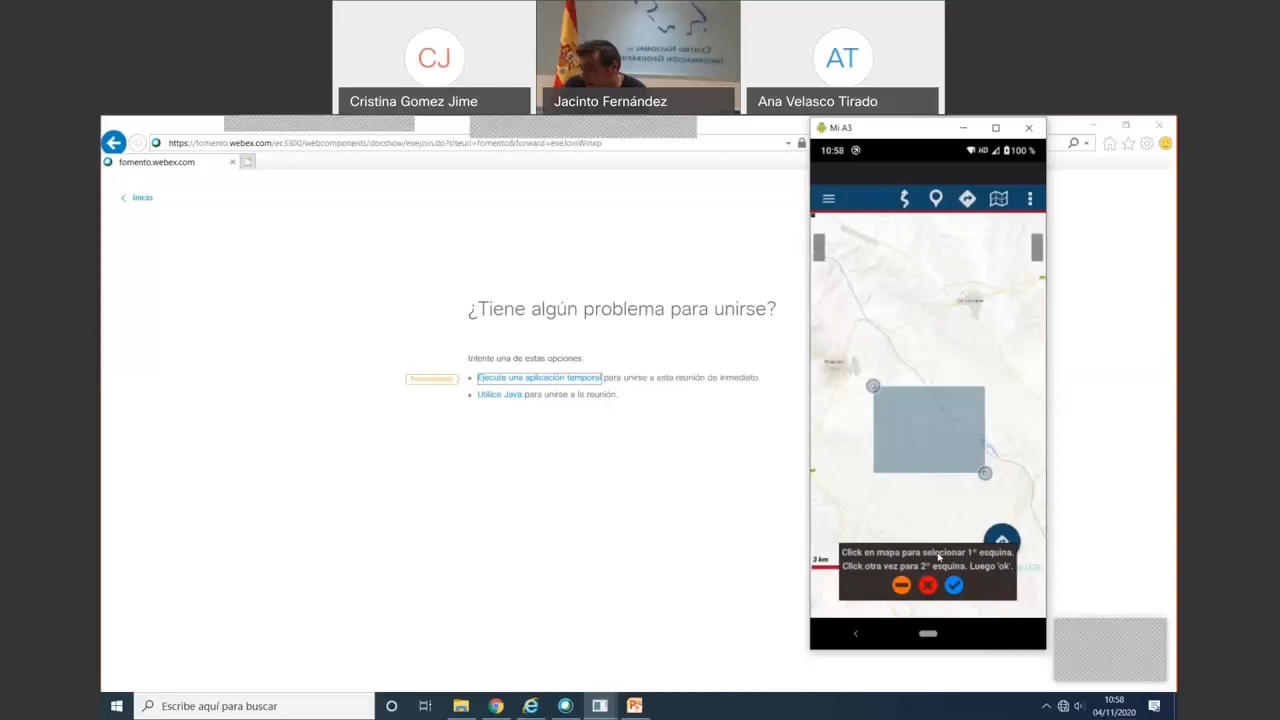 CJ
AT
Cristina Gomez Jime
Jacinto Fernández
Ana Velasco Tirado
Mi A3
https://fomento.webex.com/ec3300/webcomponents/docshow/exejoin.do?siteurl=fomento&forward=exeJoinWinxp
10:58
HD
100 %
fomento.webex.com
Inicio
¿Tiene algún problema para unirse?
Intente una de estas opciones:
Ejecute una aplicación temporal para unirse a esta reunión de inmediato.
Utilice Java para unirse a la reunión.
Click en mapa para selecionar 1º esquina.
3 km
Click otra vez para 2º esquina. Luego 'ok'.
Escribe aquí para buscar
10:58
04/11/2020